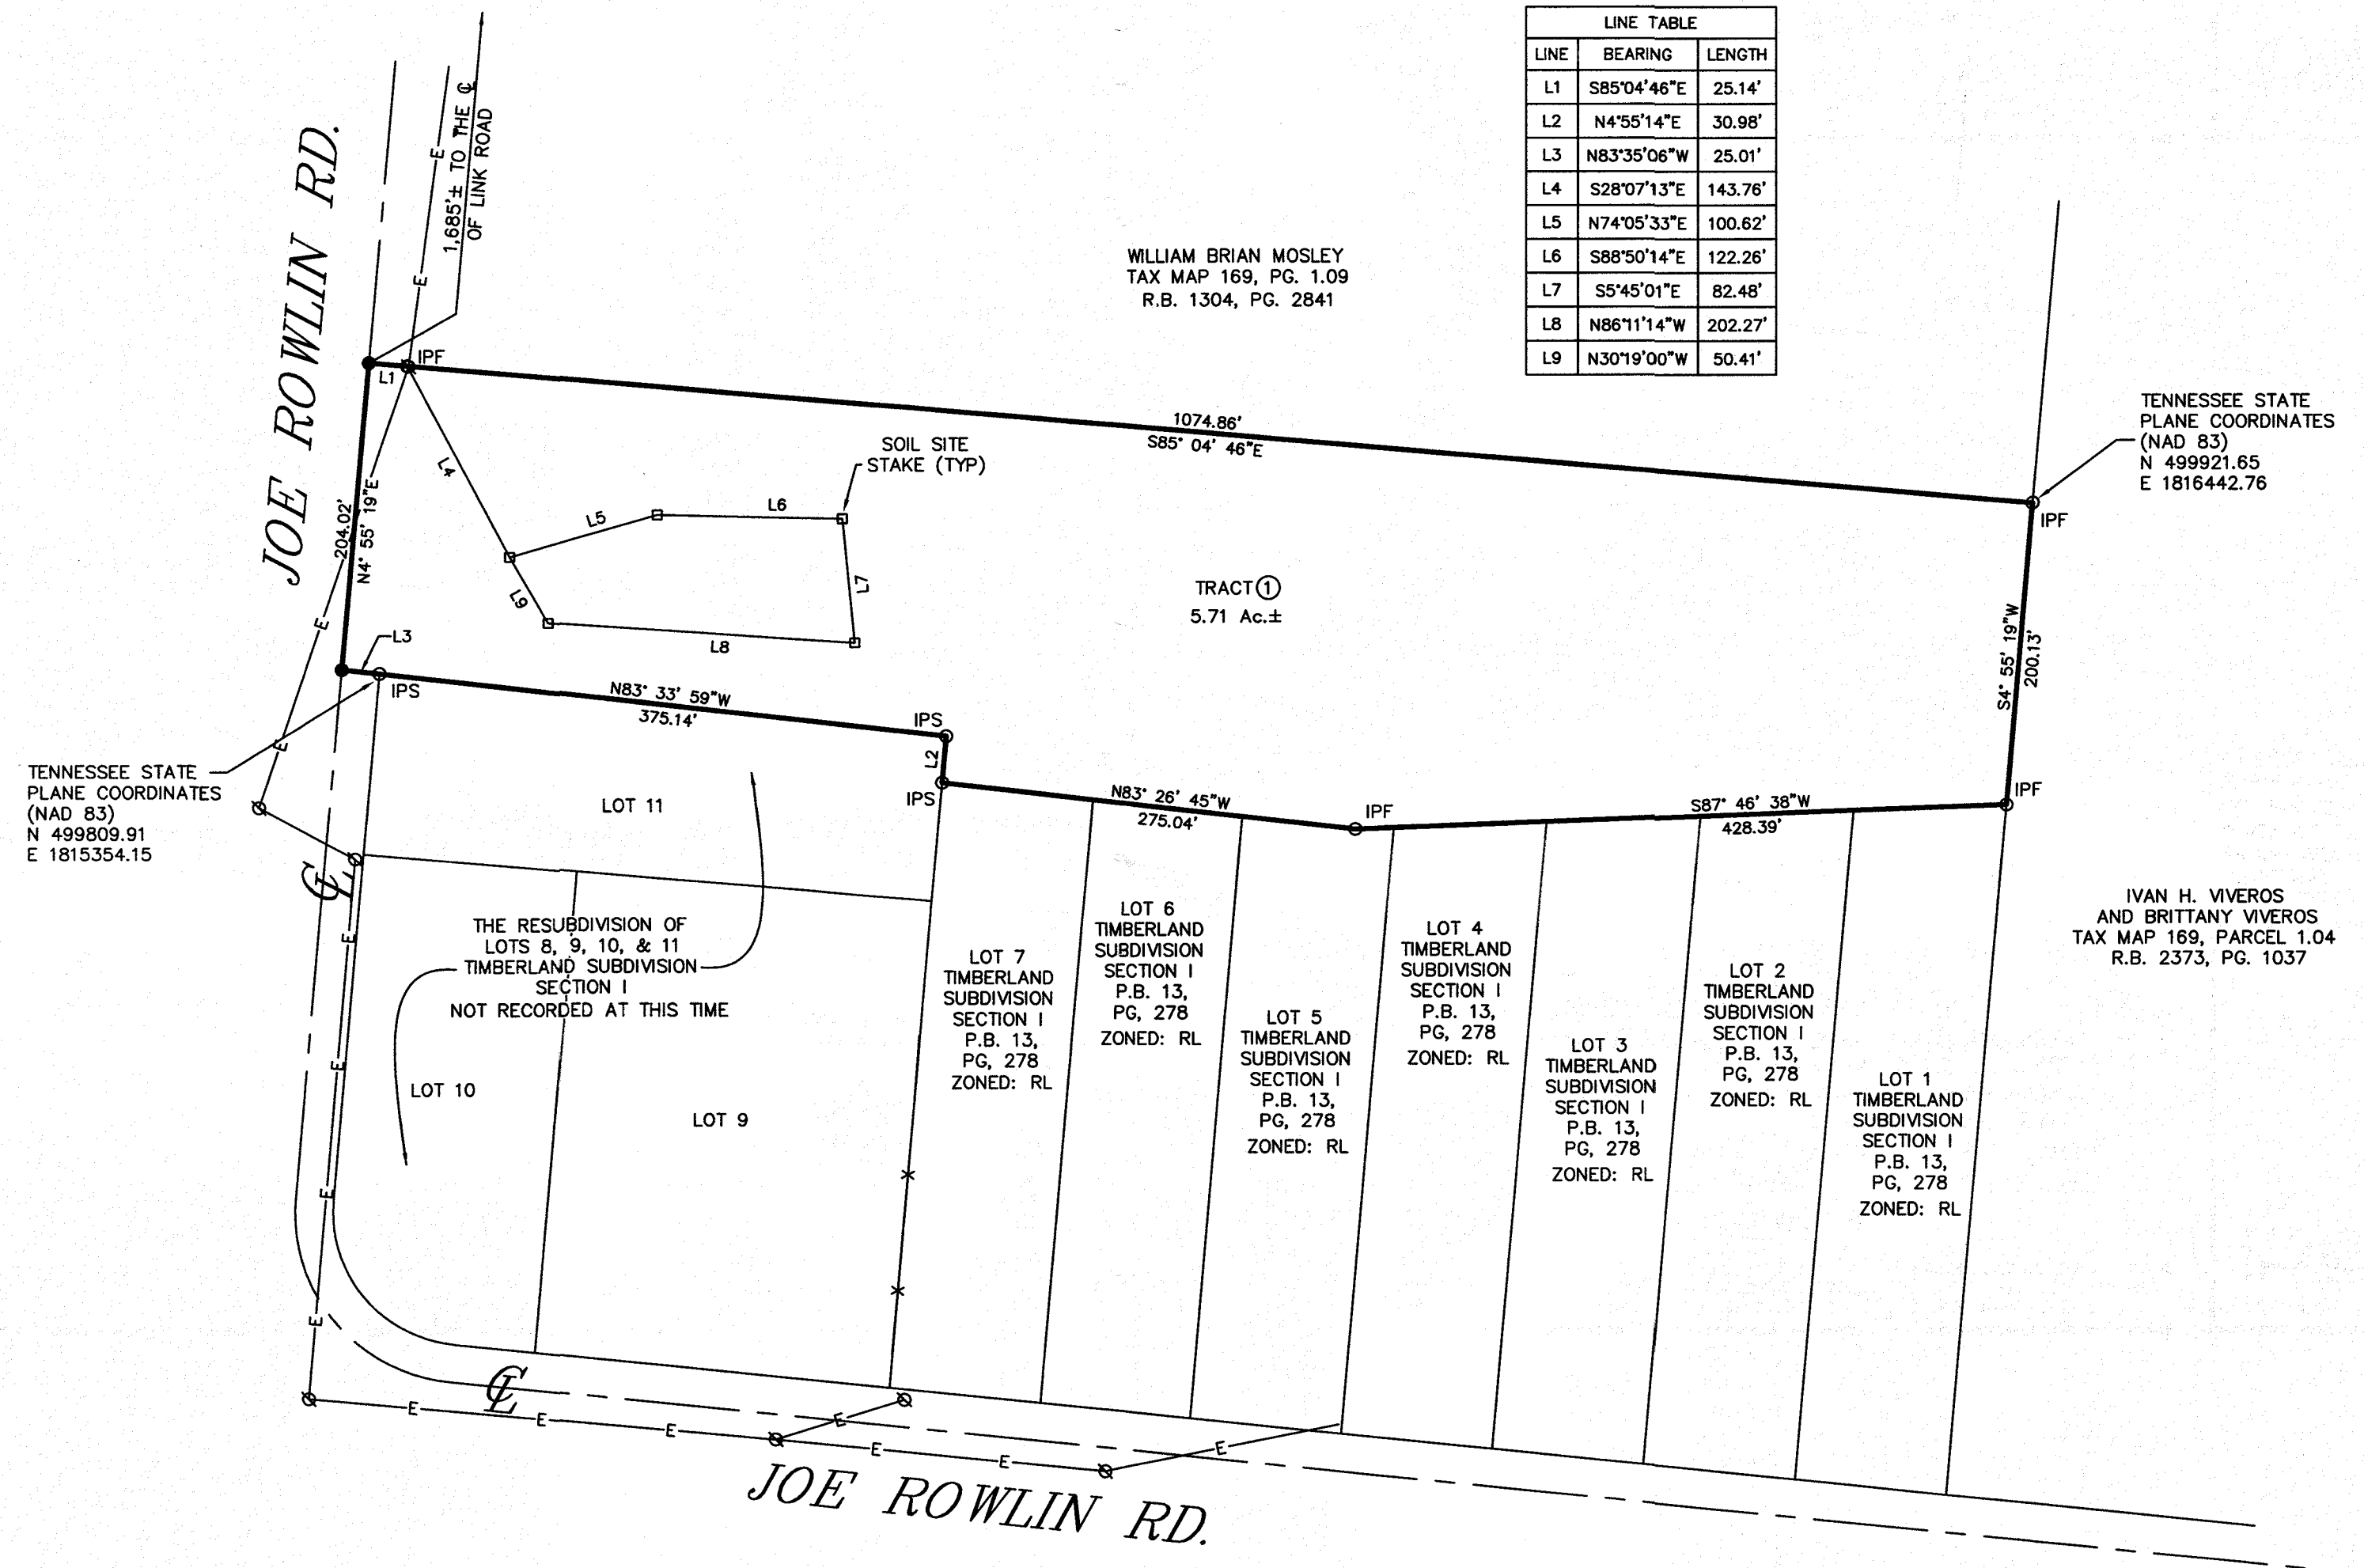 LINE TABLE
LINE BEARING LENGTH
L1 S85°04'46"E 25.14'
L2 N4°55'14"E 30.98'
L3 N83°35'06"W 25.01'
L4 S28°07'13"E 143.76'
L5 N74°05'33"E 100.62'
L6 S88°50'14"E 122.26'
L7 S5°45'01"E 82.48'
L8 N86°11'14"W 202.27'
L9 N30°19'00"W 50.41'
JOE ROWLIN RD.
1,685'± TO THE ℄
OF LINK ROAD
E
E
WILLIAM BRIAN MOSLEY
TAX MAP 169, PG. 1.09
R.B. 1304, PG. 2841
IPF
L1
1074.86'
S85° 04' 46"E
TENNESSEE STATE
PLANE COORDINATES
(NAD 83)
N 499921.65
E 1816442.76
IPF
SOIL SITE
STAKE (TYP)
L4
L5
L6
L7
L8
L9
204.02'
N4° 55' 19"E
E
E
E
TRACT 1
5.71 Ac.±
S4° 55' 19"W
200.13'
L3
IPS
N83° 33' 59"W
375.14'
IPS
L2
IPS
N83° 26' 45"W
275.04'
IPF
S87° 46' 38"W
428.39'
IPF
TENNESSEE STATE
PLANE COORDINATES
(NAD 83)
N 499809.91
E 1815354.15
LOT 11
℄
THE RESUBDIVISION OF
LOTS 8, 9, 10, & 11
TIMBERLAND SUBDIVISION
SECTION I
NOT RECORDED AT THIS TIME
LOT 10
LOT 9
LOT 7
TIMBERLAND
SUBDIVISION
SECTION I
P.B. 13,
PG, 278
ZONED: RL
LOT 6
TIMBERLAND
SUBDIVISION
SECTION I
P.B. 13,
PG, 278
ZONED: RL
LOT 5
TIMBERLAND
SUBDIVISION
SECTION I
P.B. 13,
PG, 278
ZONED: RL
LOT 4
TIMBERLAND
SUBDIVISION
SECTION I
P.B. 13,
PG, 278
ZONED: RL
LOT 3
TIMBERLAND
SUBDIVISION
SECTION I
P.B. 13,
PG, 278
ZONED: RL
LOT 2
TIMBERLAND
SUBDIVISION
SECTION I
P.B. 13,
PG, 278
ZONED: RL
LOT 1
TIMBERLAND
SUBDIVISION
SECTION I
P.B. 13,
PG, 278
ZONED: RL
IVAN H. VIVEROS
AND BRITTANY VIVEROS
TAX MAP 169, PARCEL 1.04
R.B. 2373, PG. 1037
E
E
E
E
℄
E
E
E
E
E
E
E
JOE ROWLIN RD.